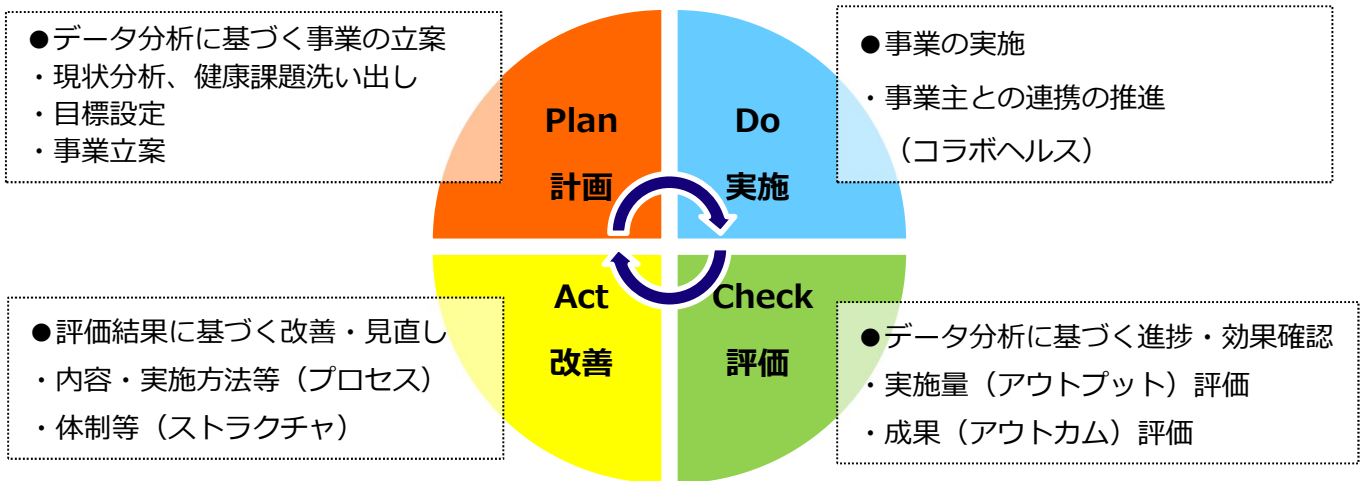 ●データ分析に基づく事業の立案
・現状分析、健康課題洗い出し
・目標設定
・事業立案
Plan
計画
Do
実施
●事業の実施
・事業主との連携の推進
（コラボヘルス）
●評価結果に基づく改善・見直し
・内容・実施方法等（プロセス）
・体制等（ストラクチャ）
Act
改善
Check
評価
●データ分析に基づく進捗・効果確認
・実施量（アウトプット）評価
・成果（アウトカム）評価